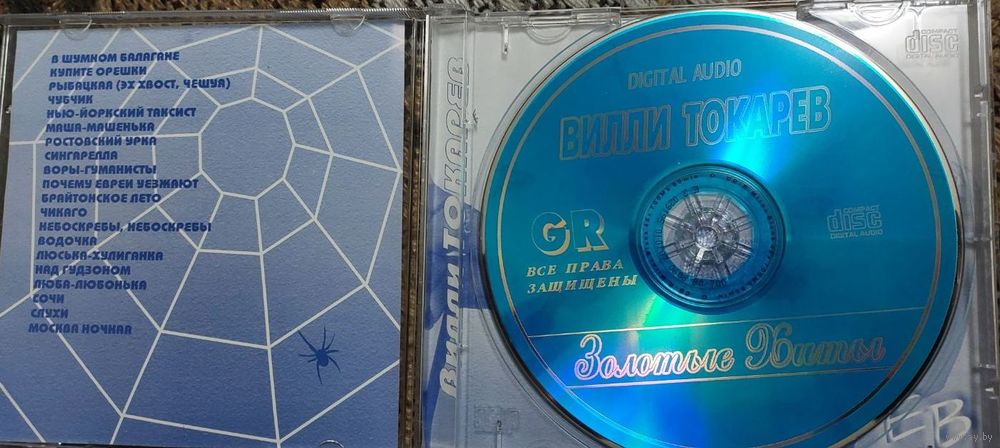 В ШУМНОМ БАЛАГАНЕ
КУПИТЕ ОРЕШКИ
РЫБАЦКАЯ (ЭХ ХВОСТ, ЧЕШУЯ)
ЧУБЧИК
НЬЮ-ЙОРКСКИЙ ТАКСИСТ
МАША-МАШЕНЬКА
РОСТОВСКИЙ УРКА
СИНГАРЕЛЛА
ВОРЫ-ГУМАНИСТЫ
ПОЧЕМУ ЕВРЕИ УЕЗЖАЮТ
БРАЙТОНСКОЕ ЛЕТО
ЧИКАГО
НЕБОСКРЕБЫ, НЕБОСКРЕБЫ
ВОДОЧКА
ЛЮСЬКА-ХУЛИГАНКА
НАД ГУДЗОНОМ
ЛЮБА-ЛЮБОНЬКА
СОЧИ
СЛУХИ
МОСКВА НОЧНАЯ
ВИЛЛИ ТОКАРЕВ
COMPACT
disc
DIGITAL AUDIO
DIGITAL AUDIO
ВИЛЛИ ТОКАРЕВ
GR
ВСЕ ПРАВА
ЗАЩИЩЕНЫ
COMPACT
disc
DIGITAL AUDIO
Золотые Хиты